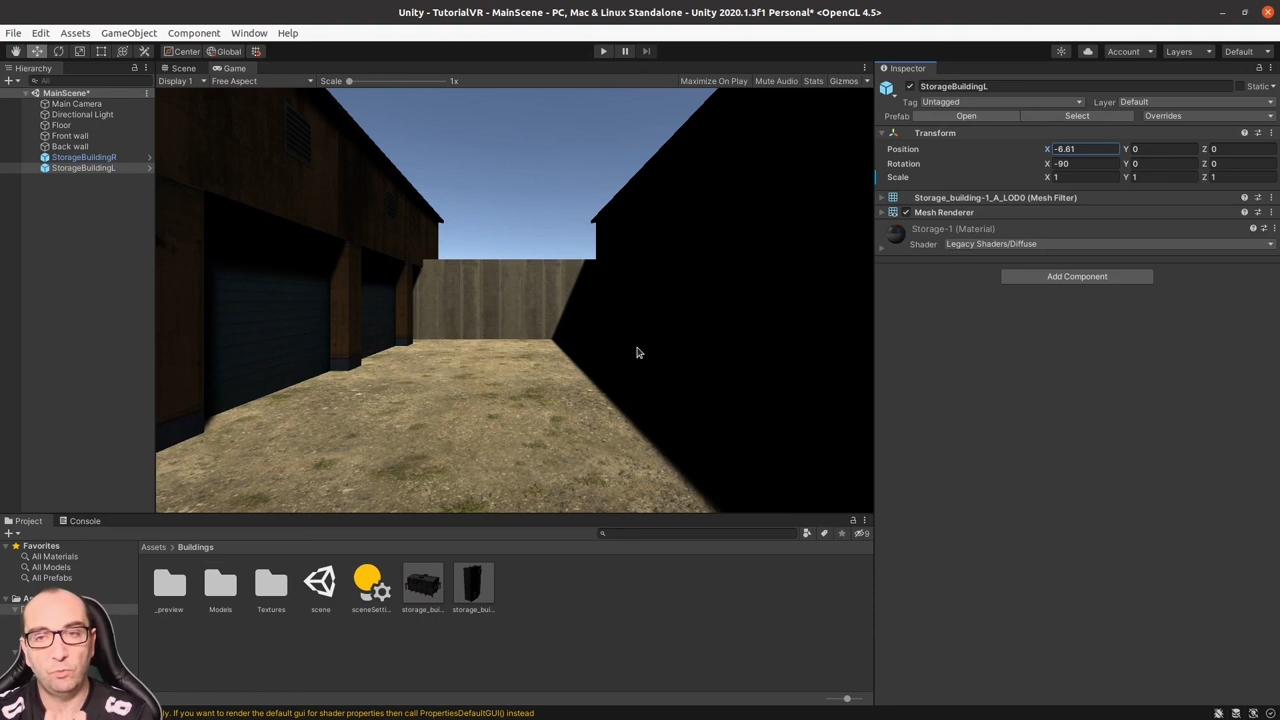 Unity - TutorialVR - MainScene - PC, Mac & Linux Standalone - Unity 2020.1.3f1 Personal* <OpenGL 4.5>
File Edit Assets GameObject Component Window Help
Center Global Account Layers Default
Hierarchy Scene Game Inspector
All Display 1 Free Aspect Scale 1x Maximize On Play Mute Audio Stats Gizmos
StorageBuildingL Static
MainScene*
Main Camera
Directional Light
Floor
Front wall
Back wall
StorageBuildingR
StorageBuildingL
Tag Untagged Layer Default
Prefab Open Select Overrides
Transform
Position X -6.61 Y 0 Z 0
Rotation X -90 Y 0 Z 0
Scale X 1 Y 1 Z 1
Storage_building-1_A_LOD0 (Mesh Filter)
Mesh Renderer
Storage-1 (Material)
Shader Legacy Shaders/Diffuse
Add Component
Project Console
9
Favorites
All Materials
All Models
All Prefabs
Assets > Buildings
_preview Models Textures scene sceneSetti... storage_bui... storage_bui...
PropertiesDefaultGUI() instead
ly. If you want to render the default gui for shader properties then call